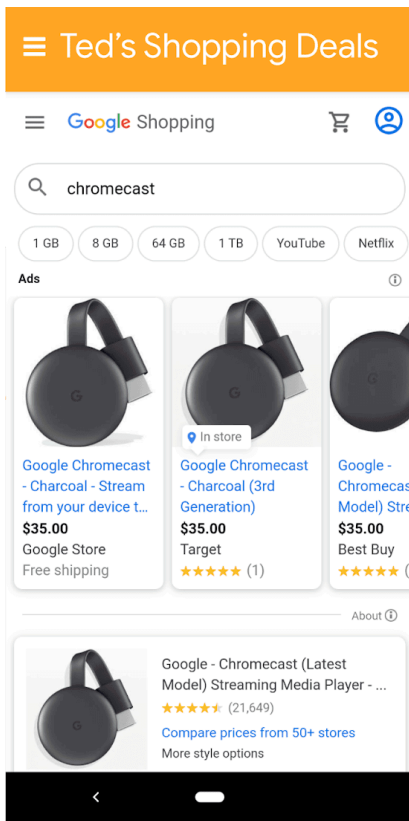 Ted's Shopping Deals
Google Shopping
chromecast
1 GB
8 GB
64 GB
1 TB
YouTube
Netflix
Ads
In store
Google Chromecast
- Charcoal - Stream
from your device t...
$35.00
Google Store
Free shipping
Google Chromecast
- Charcoal (3rd
Generation)
$35.00
Target
(1)
Google -
Chromecas
Model) Stre
$35.00
Best Buy
(
About
Google - Chromecast (Latest
Model) Streaming Media Player - ...
(21,649)
Compare prices from 50+ stores
More style options